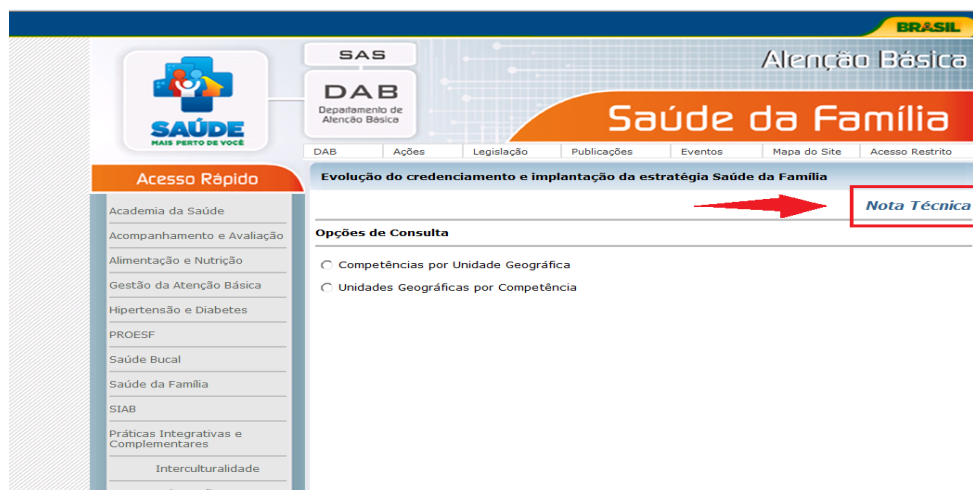 BRASIL
SAS
DAB
Departamento de
Atenção Básica
Atenção Básica
Saúde da Família
SAÚDE
MAIS PERTO DE VOCÊ
DAB Ações Legislação Publicações Eventos Mapa do Site Acesso Restrito
Acesso Rápido
Academia da Saúde
Acompanhamento e Avaliação
Alimentação e Nutrição
Gestão da Atenção Básica
Hipertensão e Diabetes
PROESF
Saúde Bucal
Saúde da Família
SIAB
Práticas Integrativas e
Complementares
Interculturalidade
Evolução do credenciamento e implantação da estratégia Saúde da Família
Nota Técnica
Opções de Consulta
Competências por Unidade Geográfica
Unidades Geográficas por Competência